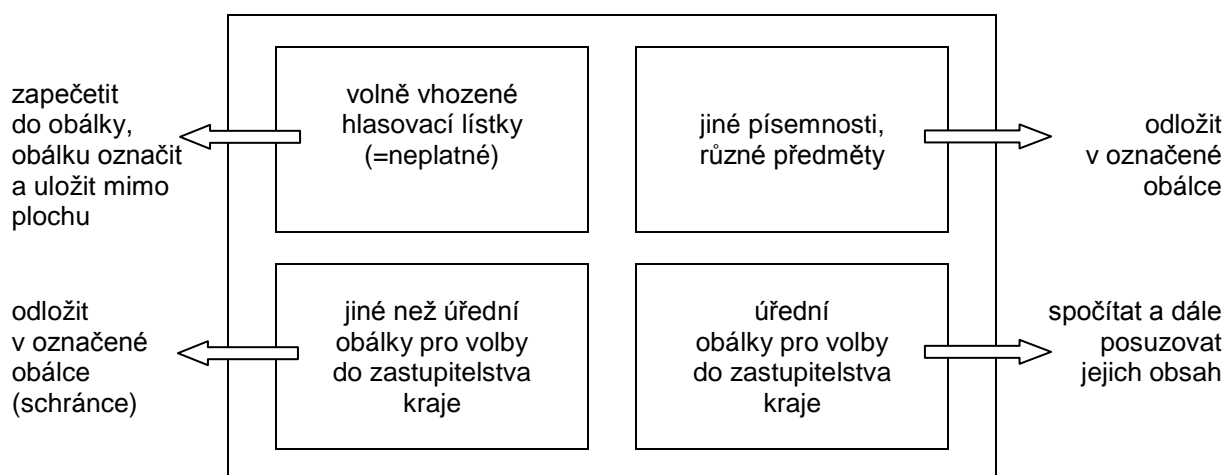 zapečetit
do obálky,
obálku označit
a uložit mimo
plochu
volně vhozené
hlasovací lístky
(=neplatné)
jiné písemnosti,
různé předměty
odložit
v označené
obálce
odložit
v označené
obálce
(schránce)
jiné než úřední
obálky pro volby
do zastupitelstva
kraje
úřední
obálky pro volby
do zastupitelstva
kraje
spočítat a dále
posuzovat
jejich obsah